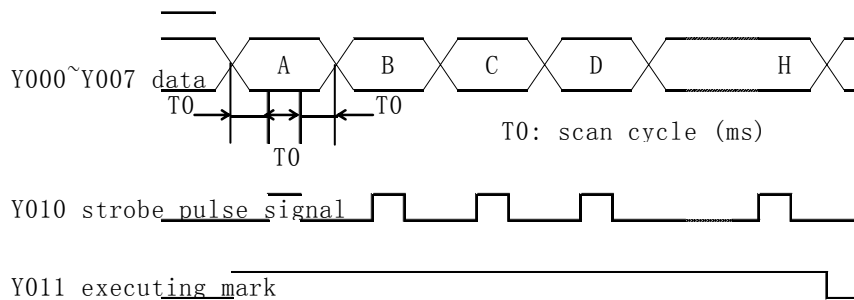 A B C D H
Y000~Y007 data
T0 T0
T0: scan cycle (ms)
T0
Y010 strobe pulse signal
Y011 executing mark